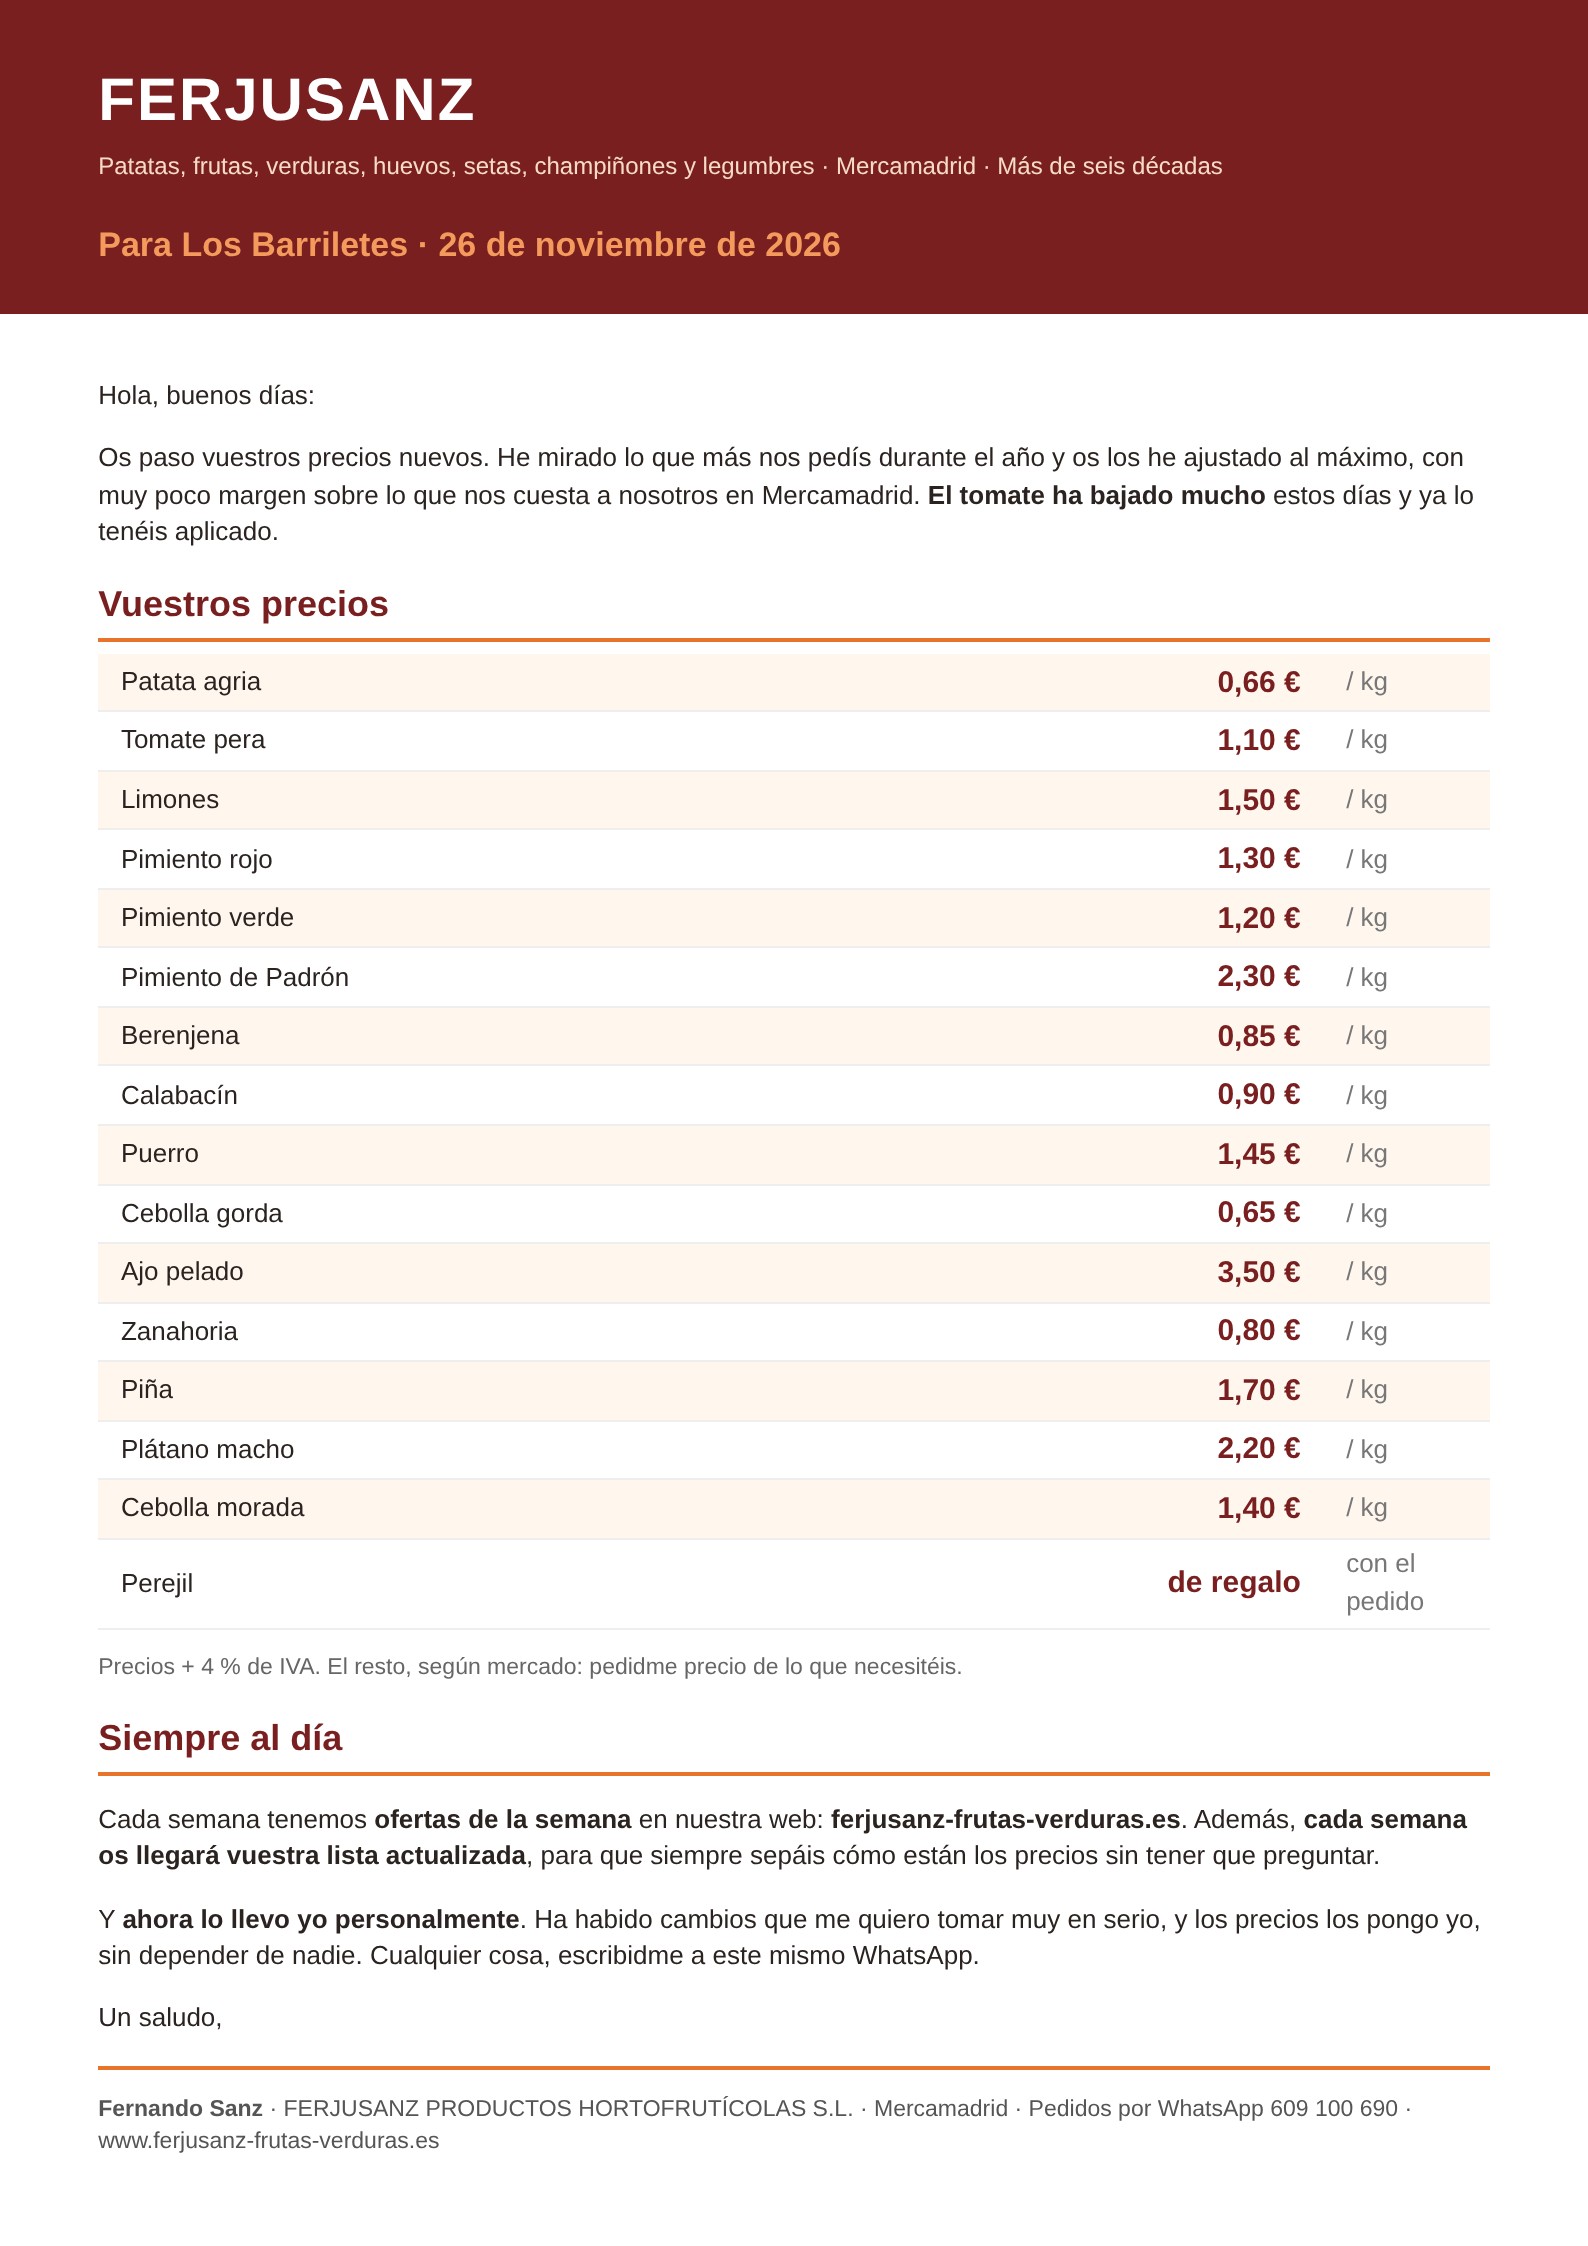 FERJUSANZ
Patatas, frutas, verduras, huevos, setas, champiñones y legumbres · Mercamadrid · Más de seis décadas
Para Los Barriletes · 26 de noviembre de 2026
Hola, buenos días:
Os paso vuestros precios nuevos. He mirado lo que más nos pedís durante el año y os los he ajustado al máximo, con
muy poco margen sobre lo que nos cuesta a nosotros en Mercamadrid. El tomate ha bajado mucho estos días y ya lo
tenéis aplicado.
Vuestros precios
Patata agria 0,66 € / kg
Tomate pera 1,10 € / kg
Limones 1,50 € / kg
Pimiento rojo 1,30 € / kg
Pimiento verde 1,20 € / kg
Pimiento de Padrón 2,30 € / kg
Berenjena 0,85 € / kg
Calabacín 0,90 € / kg
Puerro 1,45 € / kg
Cebolla gorda 0,65 € / kg
Ajo pelado 3,50 € / kg
Zanahoria 0,80 € / kg
Piña 1,70 € / kg
Plátano macho 2,20 € / kg
Cebolla morada 1,40 € / kg
Perejil de regalo con el
pedido
Precios + 4 % de IVA. El resto, según mercado: pedidme precio de lo que necesitéis.
Siempre al día
Cada semana tenemos ofertas de la semana en nuestra web: ferjusanz-frutas-verduras.es. Además, cada semana
os llegará vuestra lista actualizada, para que siempre sepáis cómo están los precios sin tener que preguntar.
Y ahora lo llevo yo personalmente. Ha habido cambios que me quiero tomar muy en serio, y los precios los pongo yo,
sin depender de nadie. Cualquier cosa, escribidme a este mismo WhatsApp.
Un saludo,
Fernando Sanz · FERJUSANZ PRODUCTOS HORTOFRUTÍCOLAS S.L. · Mercamadrid · Pedidos por WhatsApp 609 100 690 ·
www.ferjusanz-frutas-verduras.es